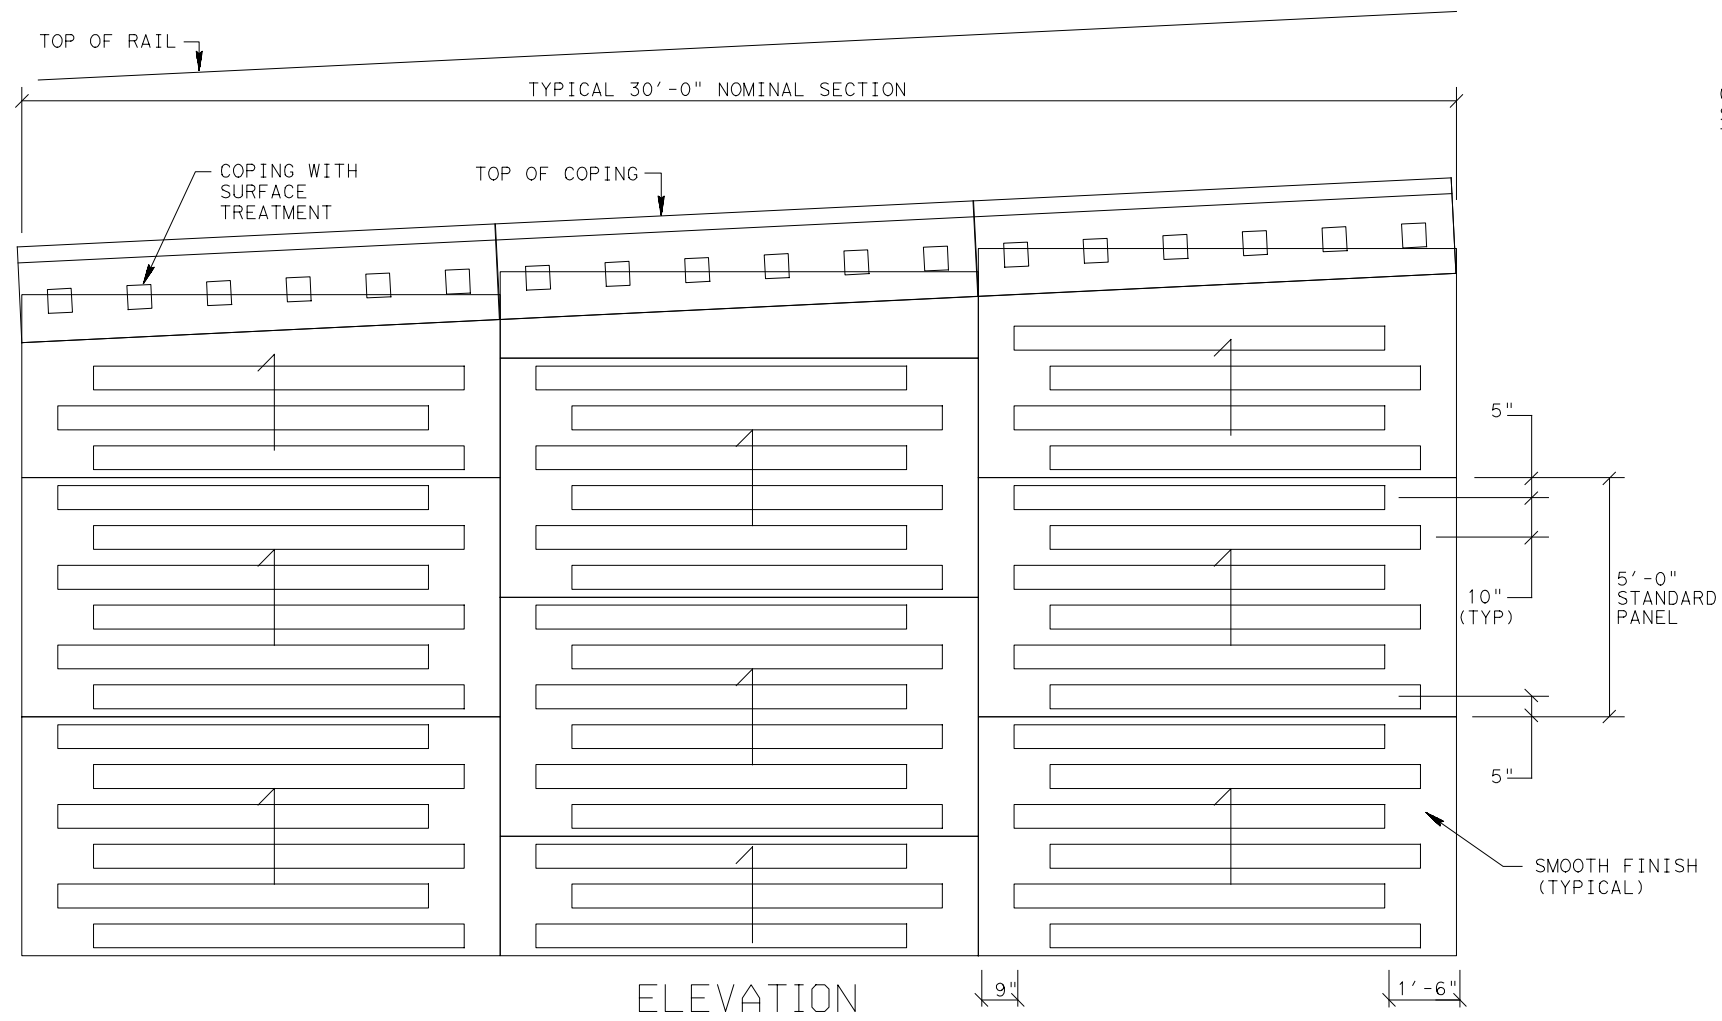 TOP OF RAIL
TYPICAL 30'-0" NOMINAL SECTION
COPING WITH
SURFACE
TREATMENT
TOP OF COPING
5"
10"
(TYP)
5'-0"
STANDARD
PANEL
5"
SMOOTH FINISH
(TYPICAL)
9"
1'-6"
ELEVATION